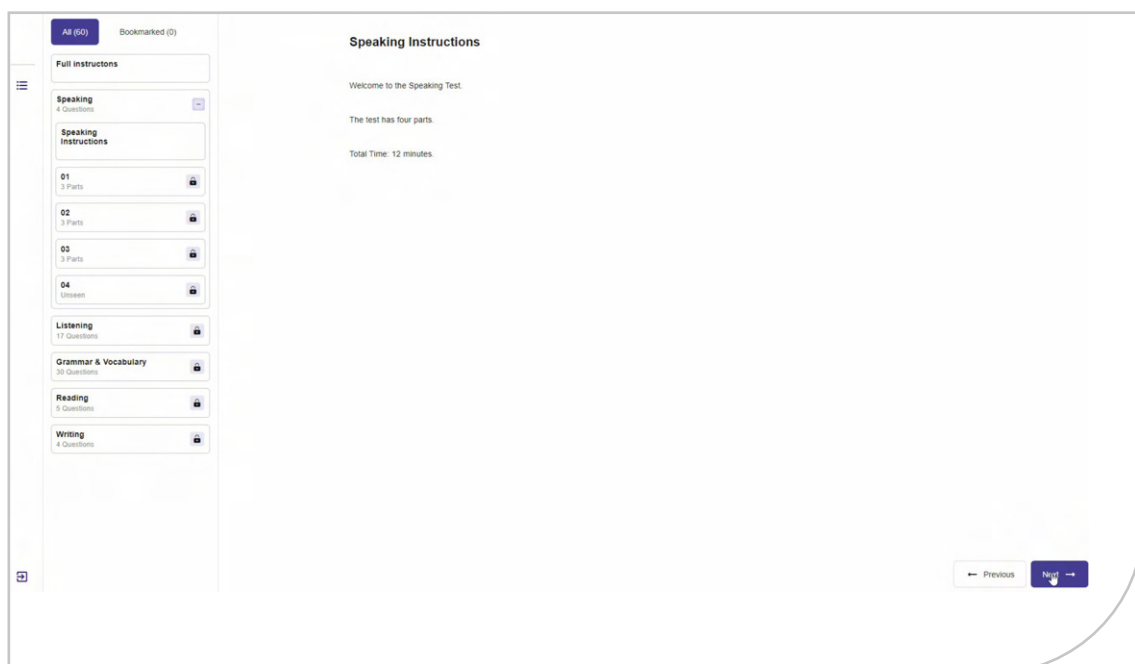 All (60)
Bookmarked (0)
Full instructons
Speaking
4 Questions
Speaking
Instructions
01
3 Parts
02
3 Parts
03
3 Parts
04
Unseen
Listening
17 Questions
Grammar & Vocabulary
30 Questions
Reading
5 Questions
Writing
4 Questions
Speaking Instructions
Welcome to the Speaking Test.
The test has four parts.
Total Time: 12 minutes.
← Previous
Next →